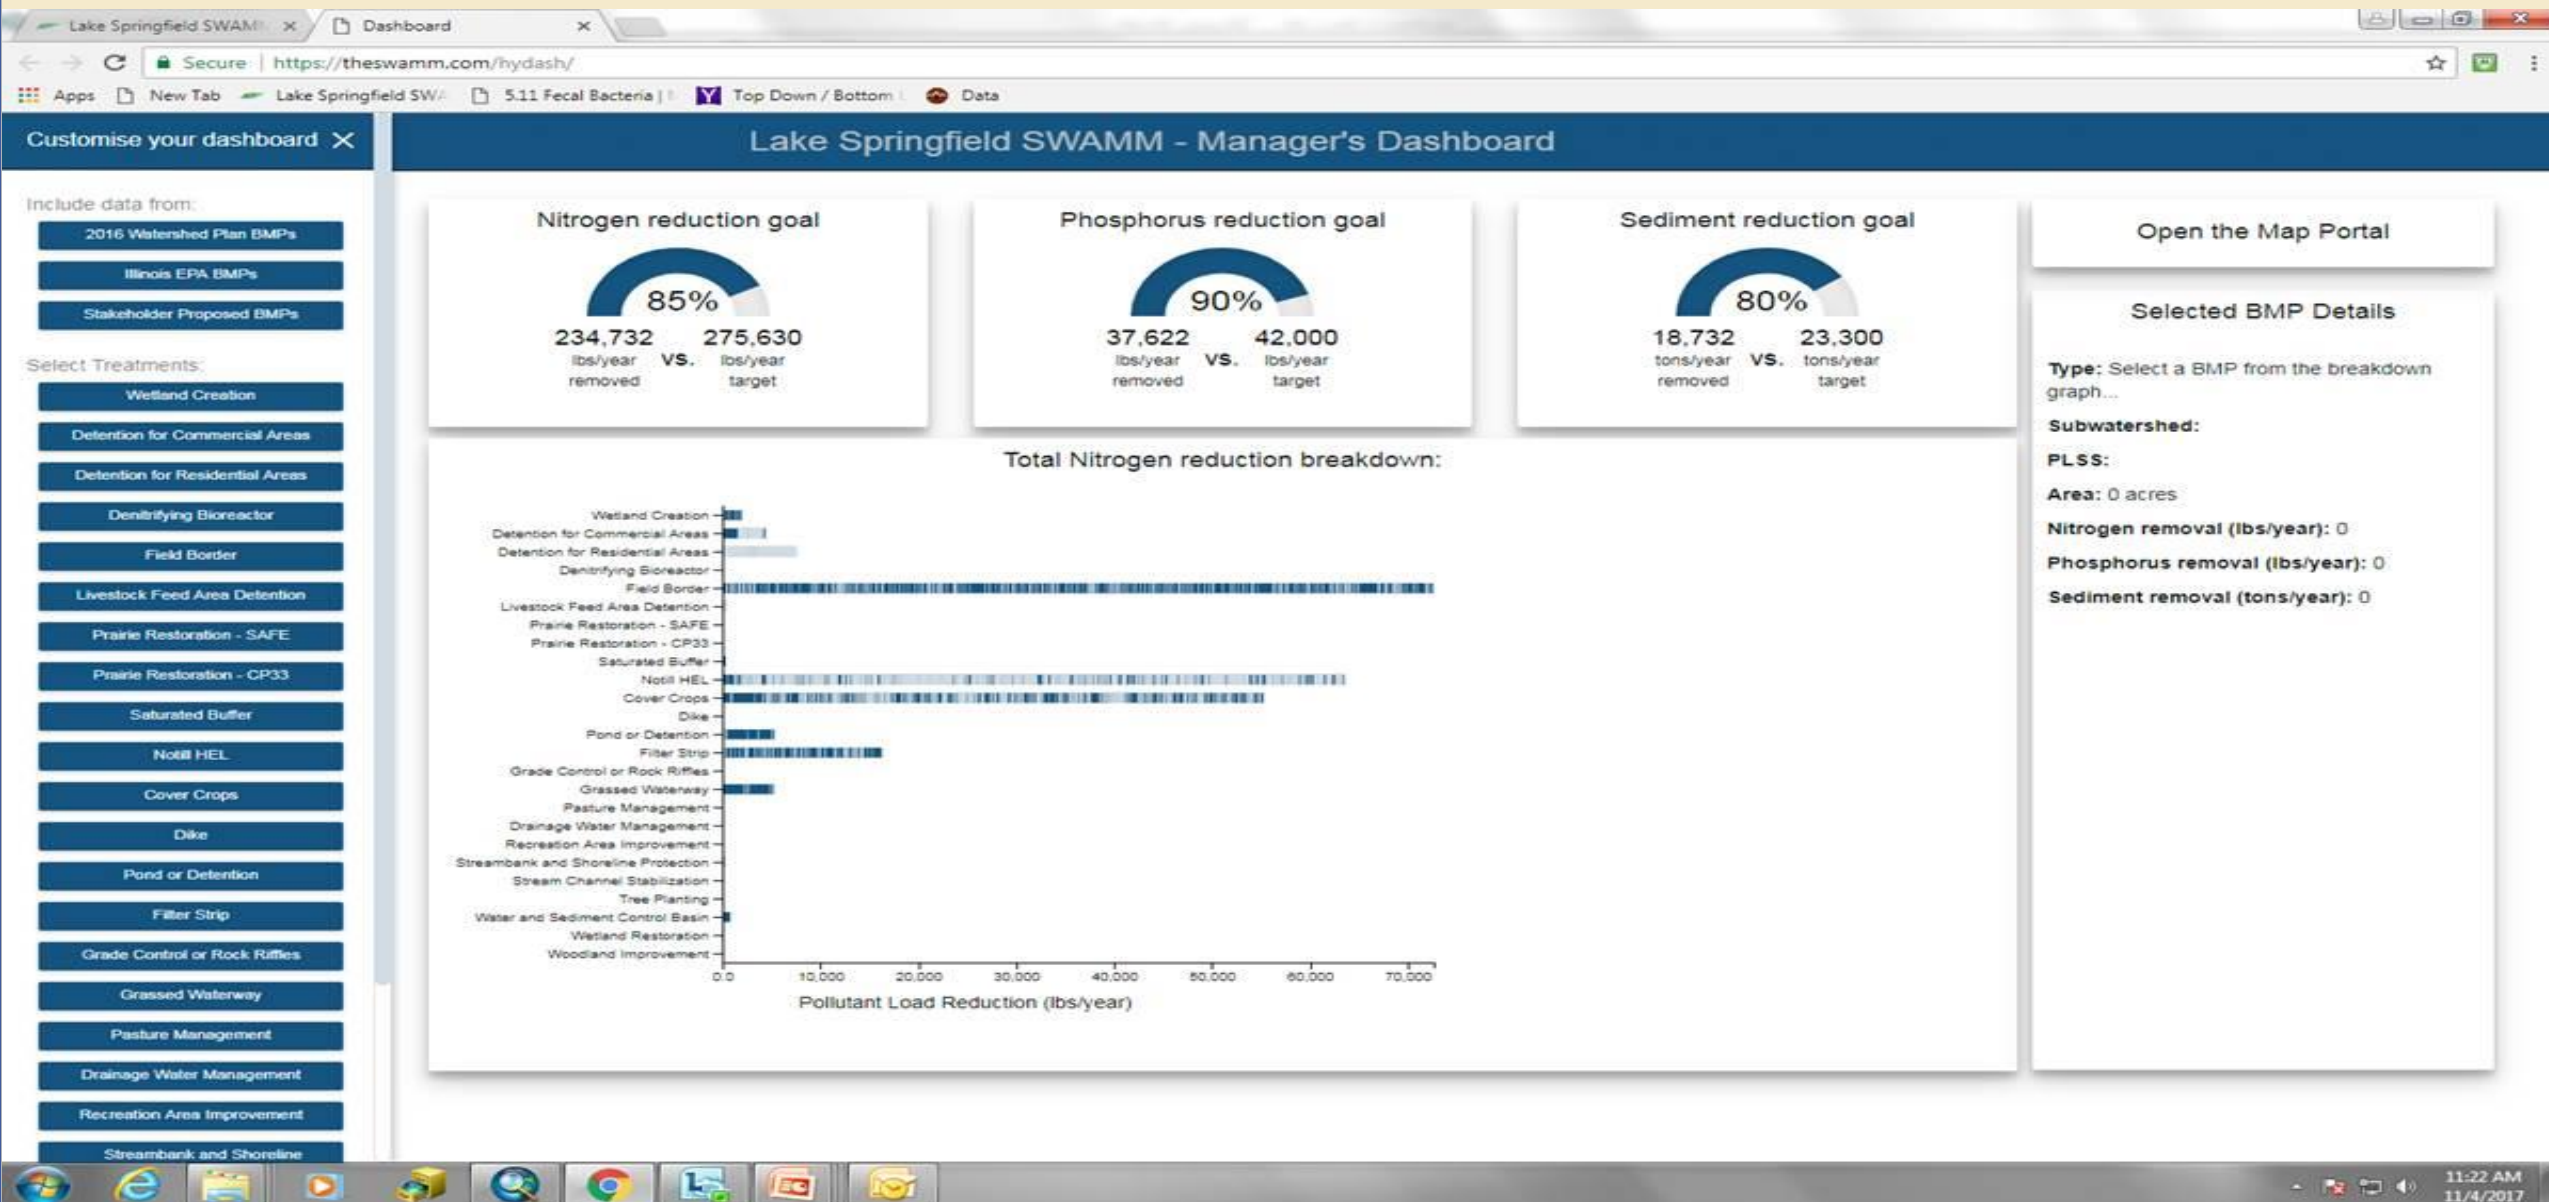 Lake Springfield SWAM
Dashboard
Secure | https://theswamm.com/hydash/
Apps
New Tab
Lake Springfield SW
5.11 Fecal Bacteria |
Top Down / Bottom
Data
Customise your dashboard
Lake Springfield SWAMM - Manager's Dashboard
Include data from:
2016 Watershed Plan BMPs
Illinois EPA BMPs
Stakeholder Proposed BMPs
Select Treatments:
Wetland Creation
Detention for Commercial Areas
Detention for Residential Areas
Denitrifying Bioreactor
Field Border
Livestock Feed Area Detention
Prairie Restoration - SAFE
Prairie Restoration - CP33
Saturated Buffer
Notill HEL
Cover Crops
Dike
Pond or Detention
Filter Strip
Grade Control or Rock Riffles
Grassed Waterway
Pasture Management
Drainage Water Management
Recreation Area Improvement
Streambank and Shoreline
Nitrogen reduction goal
85%
234,732 275,630
lbs/year VS. lbs/year
removed target
Phosphorus reduction goal
90%
37,622 42,000
lbs/year VS. lbs/year
removed target
Sediment reduction goal
80%
18,732 23,300
tons/year VS. tons/year
removed target
Total Nitrogen reduction breakdown:
Wetland Creation
Detention for Commercial Areas
Detention for Residential Areas
Denitrifying Bioreactor
Field Border
Livestock Feed Area Detention
Prairie Restoration - SAFE
Prairie Restoration - CP33
Saturated Buffer
Notill HEL
Cover Crops
Dike
Pond or Detention
Filter Strip
Grade Control or Rock Riffles
Grassed Waterway
Pasture Management
Drainage Water Management
Recreation Area Improvement
Streambank and Shoreline Protection
Stream Channel Stabilization
Tree Planting
Water and Sediment Control Basin
Wetland Restoration
Woodland Improvement
0.0 10,000 20,000 30,000 40,000 50,000 60,000 70,000
Pollutant Load Reduction (lbs/year)
Open the Map Portal
Selected BMP Details
Type: Select a BMP from the breakdown
graph...
Subwatershed:
PLSS:
Area: 0 acres
Nitrogen removal (lbs/year): 0
Phosphorus removal (lbs/year): 0
Sediment removal (tons/year): 0
11:22 AM
11/4/2017